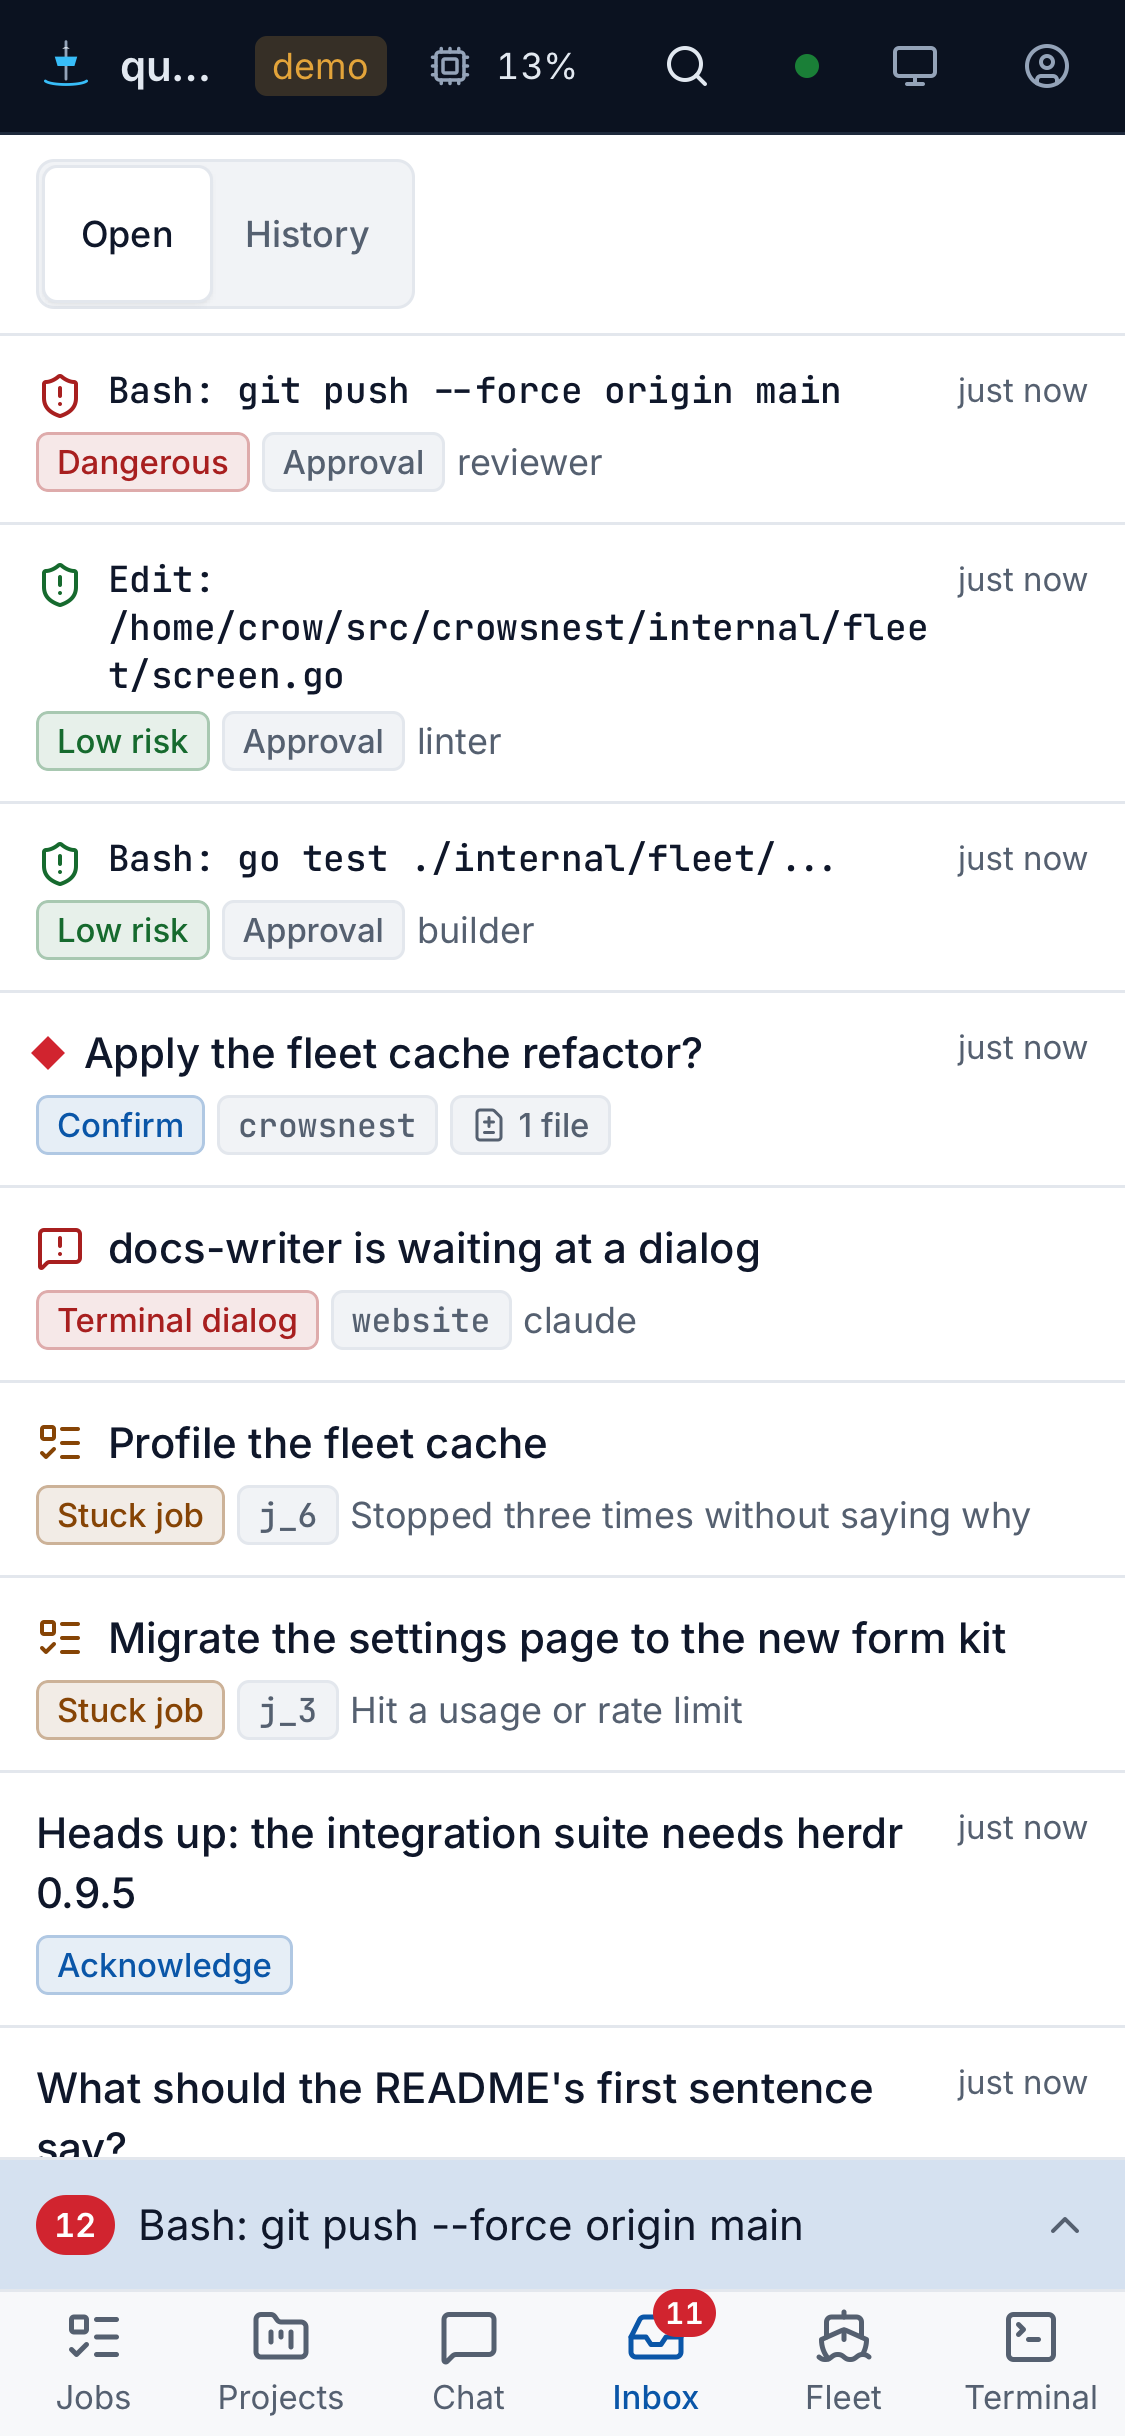 qu...
demo
13%
Open
History
Bash: git push --force origin main
just now
Dangerous
Approval
reviewer
Edit:
/home/crow/src/crowsnest/internal/flee
t/screen.go
just now
Low risk
Approval
linter
Bash: go test ./internal/fleet/...
just now
Low risk
Approval
builder
Apply the fleet cache refactor?
just now
Confirm
crowsnest
1 file
docs-writer is waiting at a dialog
Terminal dialog
website
claude
Profile the fleet cache
Stuck job
j_6
Stopped three times without saying why
Migrate the settings page to the new form kit
Stuck job
j_3
Hit a usage or rate limit
Heads up: the integration suite needs herdr
0.9.5
just now
Acknowledge
What should the README's first sentence
say?
just now
12
Bash: git push --force origin main
11
Jobs
Projects
Chat
Inbox
Fleet
Terminal